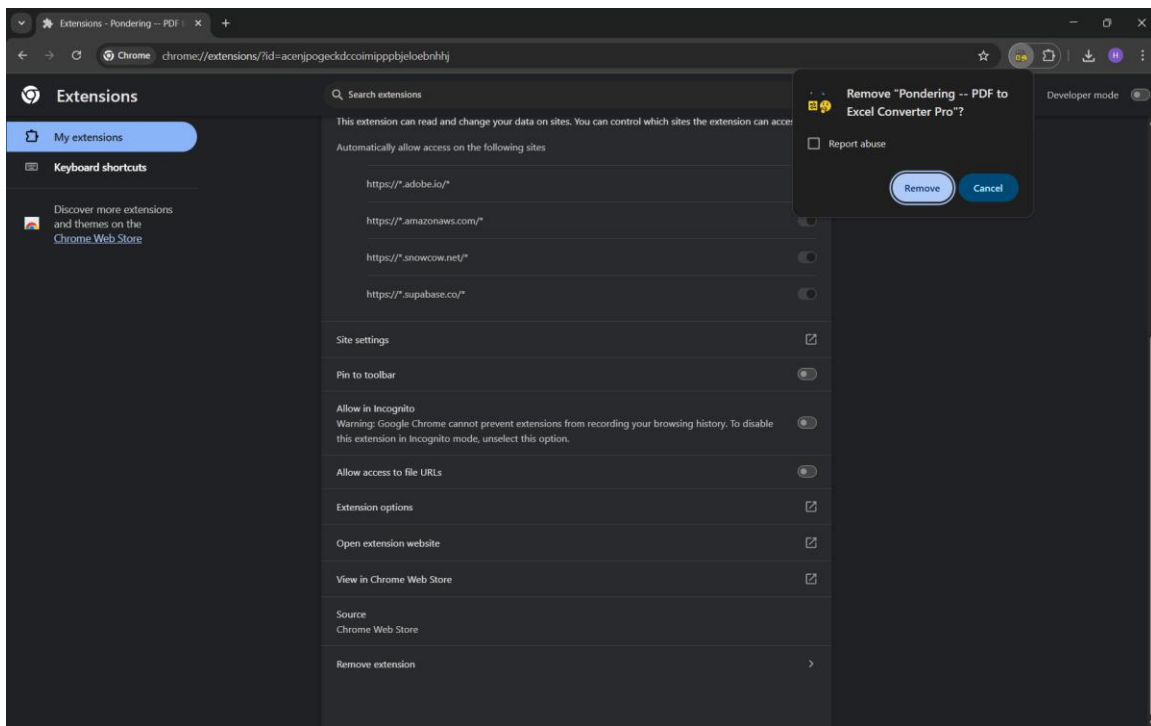 Extensions - Pondering -- PDF t
Chrome chrome://extensions/?id=acenjpogeckdccoimipppbjeloebnhhj
H
Extensions
Search extensions
Developer mode
My extensions
Keyboard shortcuts
Discover more extensions
and themes on the
Chrome Web Store
This extension can read and change your data on sites. You can control which sites the extension can acce
Automatically allow access on the following sites
https://*.adobe.io/*
https://*.amazonaws.com/*
https://*.snowcow.net/*
https://*.supabase.co/*
Site settings
Pin to toolbar
Allow in Incognito
Warning: Google Chrome cannot prevent extensions from recording your browsing history. To disable
this extension in Incognito mode, unselect this option.
Allow access to file URLs
Extension options
Open extension website
View in Chrome Web Store
Source
Chrome Web Store
Remove extension
Remove "Pondering -- PDF to
Excel Converter Pro"?
Report abuse
Remove Cancel